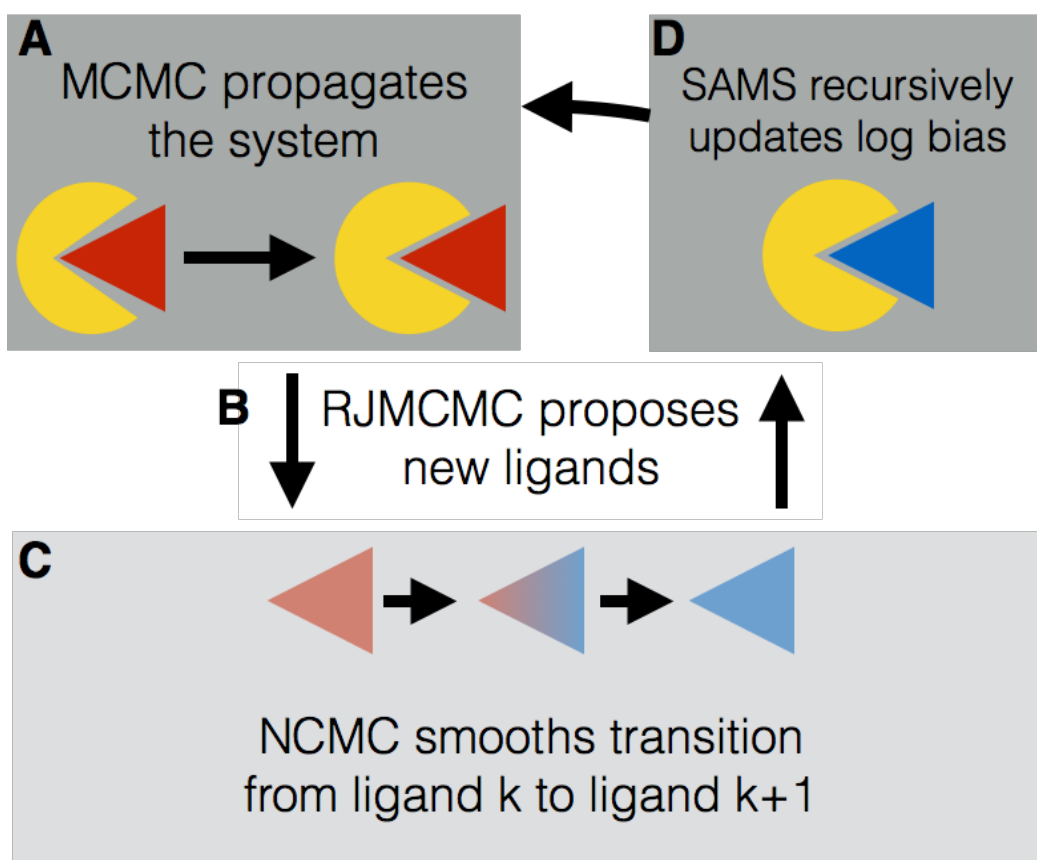 A
MCMC propagates
the system
D
SAMS recursively
updates log bias
B
RJMCMC proposes
new ligands
C
NCMC smooths transition
from ligand k to ligand k+1